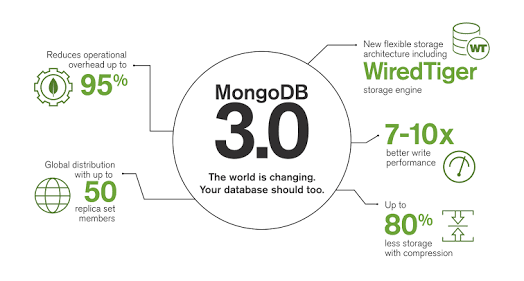 MongoDB
3.0
The world is changing.
Your database should too.
Reduces operational
overhead up to
95%
Global distribution
with up to
50
replica set
members
New flexible storage
architecture including
WiredTiger
storage engine
WT
7-10x
better write
performance
Up to
80%
less storage
with compression